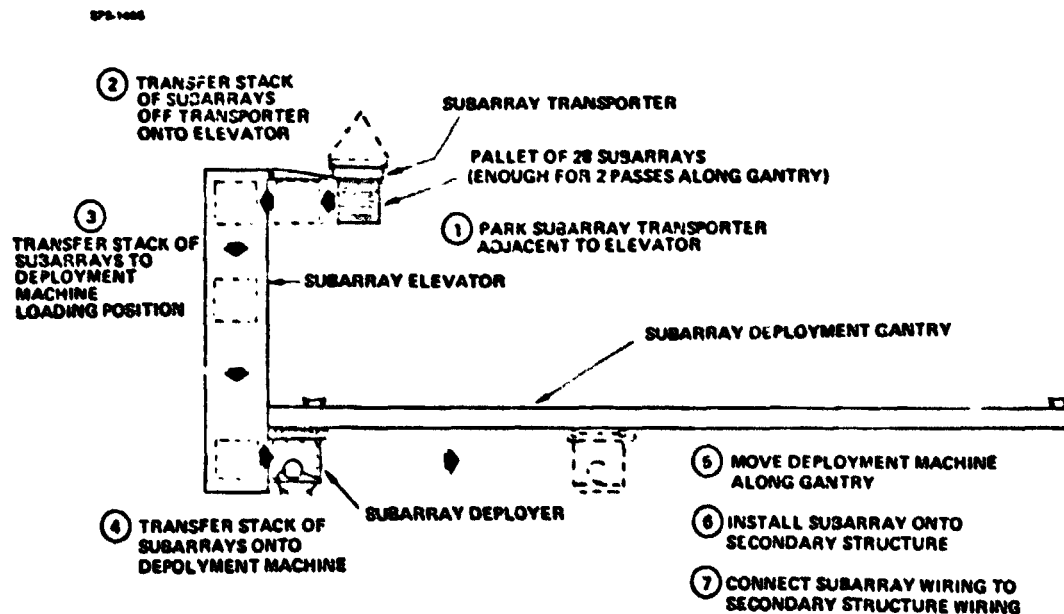 SPS-1466
② TRANSFER STACK
OF SUBARRAYS
OFF TRANSPORTER
ONTO ELEVATOR
SUBARRAY TRANSPORTER
PALLET OF 28 SUBARRAYS
(ENOUGH FOR 2 PASSES ALONG GANTRY)
① PARK SUBARRAY TRANSPORTER
ADJACENT TO ELEVATOR
③
TRANSFER STACK OF
SUBARRAYS TO
DEPLOYMENT
MACHINE
LOADING POSITION
SUBARRAY ELEVATOR
SUBARRAY DEPLOYMENT GANTRY
④ TRANSFER STACK OF
SUBARRAYS ONTO
DEPOLYMENT MACHINE
SUBARRAY DEPLOYER
⑤ MOVE DEPLOYMENT MACHINE
ALONG GANTRY
⑥ INSTALL SUBARRAY ONTO
SECONDARY STRUCTURE
⑦ CONNECT SUBARRAY WIRING TO
SECONDARY STRUCTURE WIRING